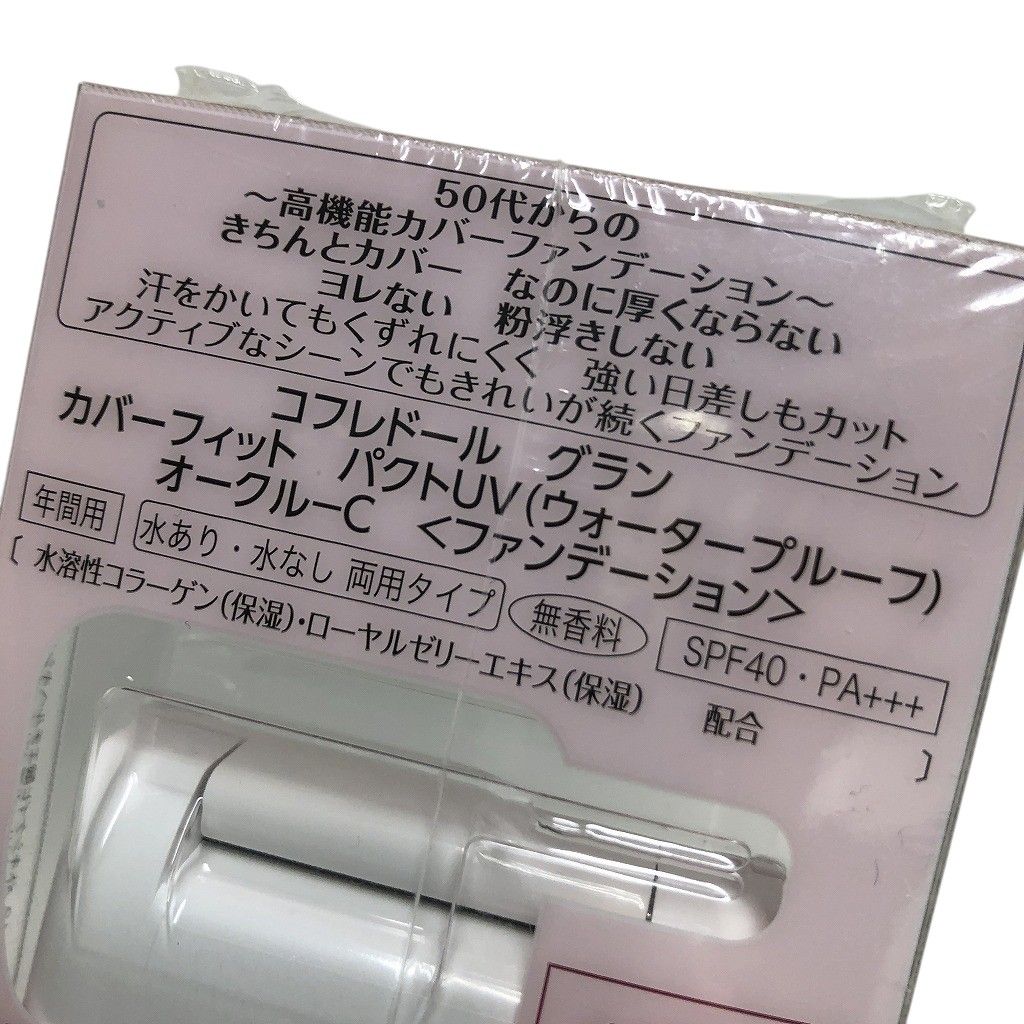 50代からの
~高機能カバーファンデーション~
きちんとカバー なのに厚くならない
ヨレない 粉浮きしない
汗をかいてもくずれにくく 強い日差しもカット
アクティブなシーンでもきれいが続くファンデーション
コフレドール グラン
カバーフィット パクトUV(ウォータープルーフ)
オークルーC <ファンデーション>
年間用 水あり・水なし 両用タイプ 無香料 SPF40・PA+++
〔 水溶性コラーゲン(保湿)・ローヤルゼリーエキス(保湿) 配合 〕